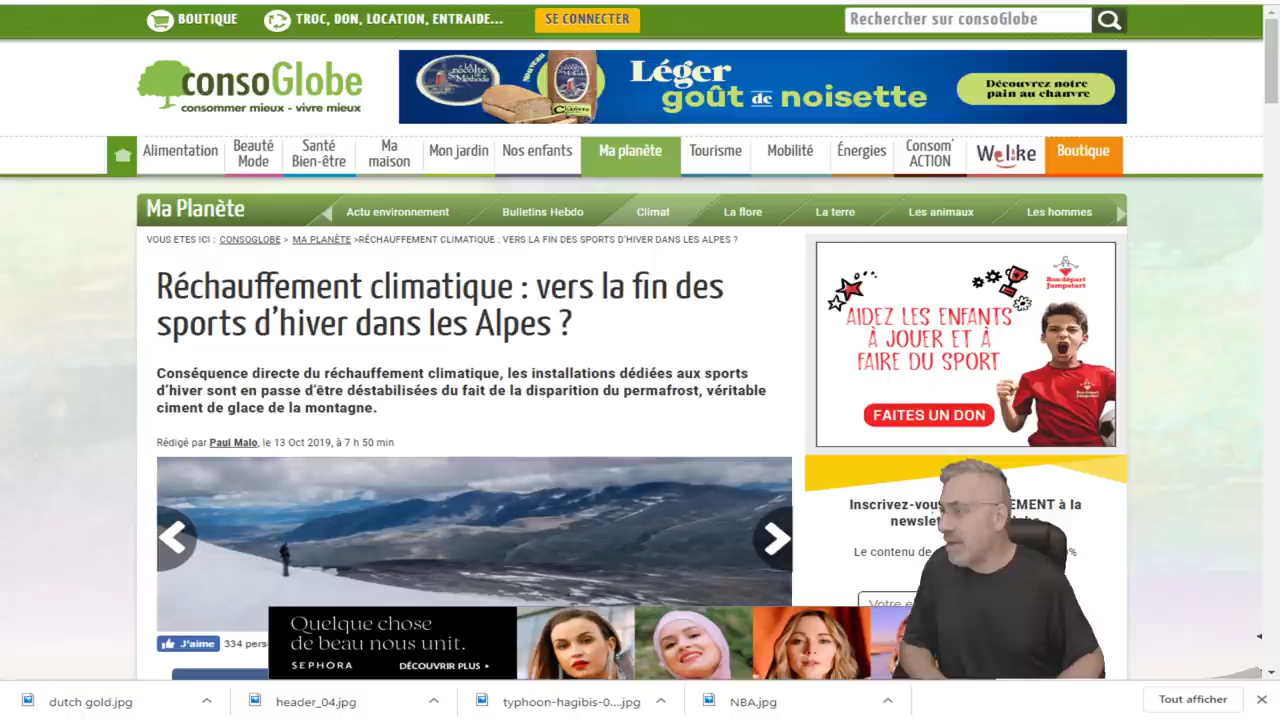 BOUTIQUE
TROC, DON, LOCATION, ENTRAIDE...
SE CONNECTER
Rechercher sur consoGlobe
consoGlobe
consommer mieux - vivre mieux
NOUVEAU
Léger
goût de noisette
Découvrez notre
pain au chanvre
Alimentation
Beauté
Mode
Santé
Bien-être
Ma
maison
Mon jardin
Nos enfants
Ma planète
Tourisme
Mobilité
Énergies
Consom'
ACTION
We like
Boutique
Ma Planète
Actu environnement
Bulletins Hebdo
Climat
La flore
La terre
Les animaux
Les hommes
VOUS ETES ICI : CONSOGLOBE > MA PLANÈTE >RÉCHAUFFEMENT CLIMATIQUE : VERS LA FIN DES SPORTS D'HIVER DANS LES ALPES ?
Réchauffement climatique : vers la fin des
sports d'hiver dans les Alpes ?
Conséquence directe du réchauffement climatique, les installations dédiées aux sports
d'hiver sont en passe d'être déstabilisées du fait de la disparition du permafrost, véritable
ciment de glace de la montagne.
Rédigé par Paul Malo, le 13 Oct 2019, à 7 h 50 min
Bon départ
Jumpstart
AIDEZ LES ENFANTS
À JOUER ET À
FAIRE DU SPORT
FAITES UN DON
Inscrivez-vous EMENT à la
Le contenu de
Votre e
J'aime
334 pers
Quelque chose
de beau nous unit.
SEPHORA
DÉCOUVRIR PLUS
dutch gold.jpg
header_04.jpg
typhoon-hagibis-0....jpg
NBA.jpg
Tout afficher